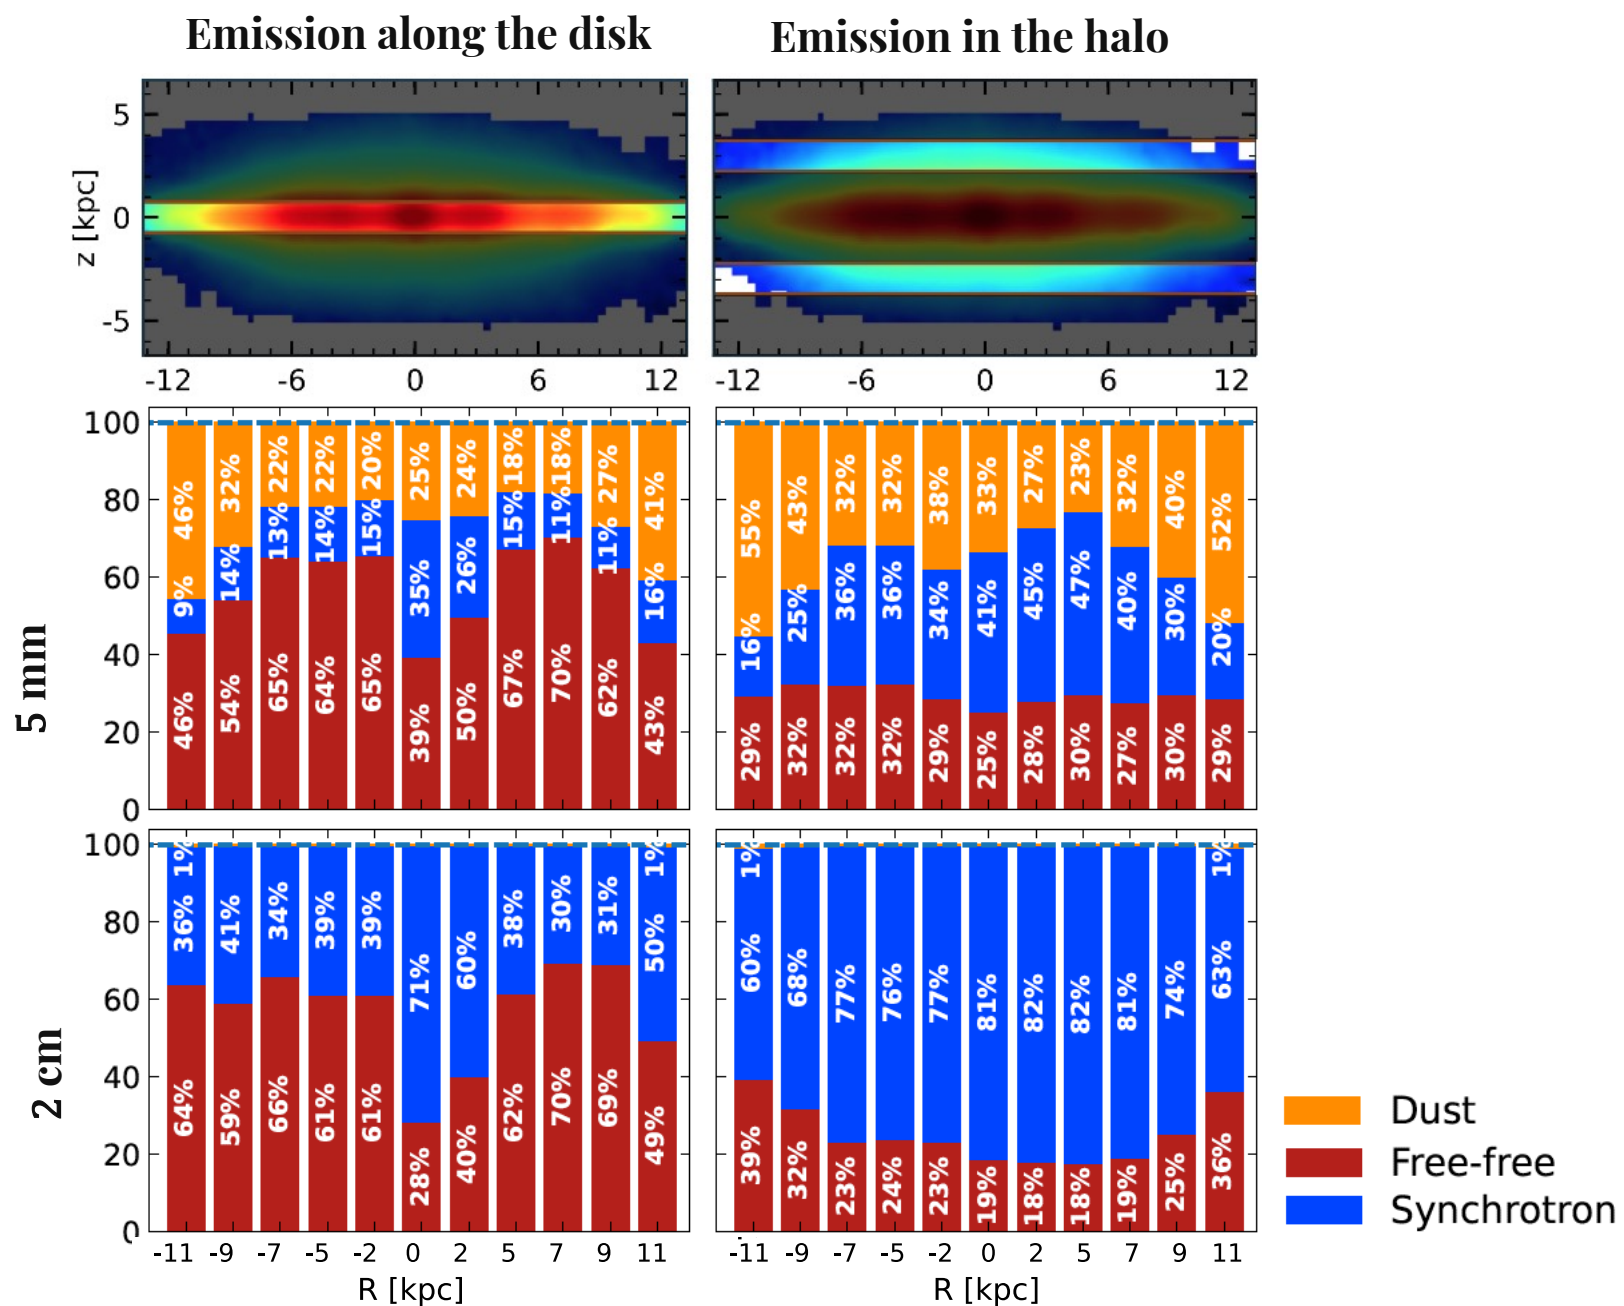 Emission along the disk
Emission in the halo
z [kpc]
5
0
-5
-12 -6 0 6 12
-12 -6 0 6 12
5 mm
100
80
60
40
20
0
46% 32% 22% 22% 20% 25% 24% 18% 18% 27% 41%
9% 14% 13% 14% 15% 35% 26% 15% 11% 11% 16%
46% 54% 65% 64% 65% 39% 50% 67% 70% 62% 43%
55% 43% 32% 32% 38% 33% 27% 23% 32% 40% 52%
16% 25% 36% 36% 34% 41% 45% 47% 40% 30% 20%
29% 32% 32% 32% 29% 25% 28% 30% 27% 30% 29%
2 cm
100
80
60
40
20
0
1% 1%
36% 41% 34% 39% 39% 71% 60% 38% 30% 31% 50%
64% 59% 66% 61% 61% 28% 40% 62% 70% 69% 49%
1% 1%
60% 68% 77% 76% 77% 81% 82% 82% 81% 74% 63%
39% 32% 23% 24% 23% 19% 18% 18% 19% 25% 36%
-11 -9 -7 -5 -2 0 2 5 7 9 11
-11 -9 -7 -5 -2 0 2 5 7 9 11
R [kpc]
R [kpc]
Dust
Free-free
Synchrotron